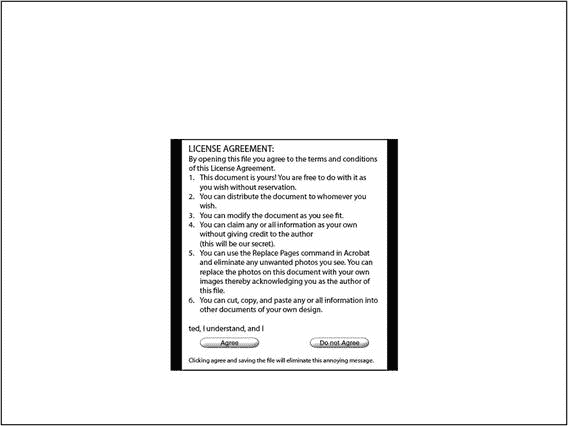 LICENSE AGREEMENT:
By opening this file you agree to the terms and conditions
of this License Agreement.
1. This document is yours! You are free to do with it as
you wish without reservation.
2. You can distribute the document to whomever you
wish.
3. You can modify the document as you see fit.
4. You can claim any or all information as your own
without giving credit to the author
(this will be our secret).
5. You can use the Replace Pages command in Acrobat
and eliminate any unwanted photos you see. You can
replace the photos on this document with your own
images thereby acknowledging you as the author of
this file.
6. You can cut, copy, and paste any or all information into
other documents of your own design.
ted, I understand, and I
Agree Do not Agree
Clicking agree and saving the file will eliminate this annoying message.